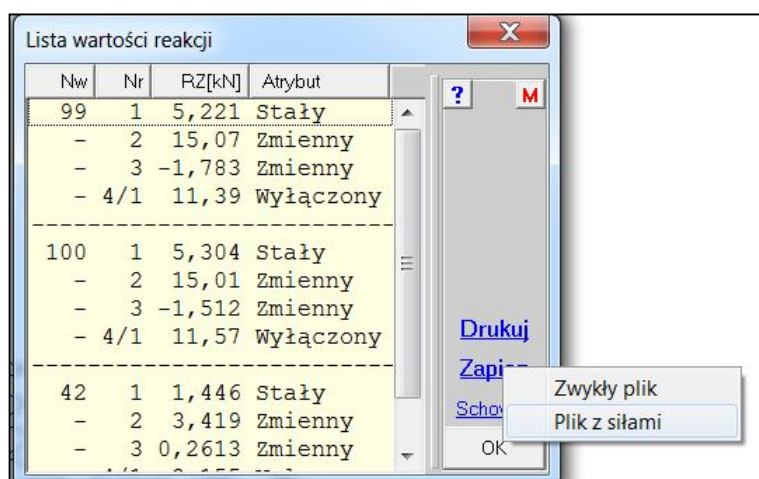 Lista wartości reakcji
X
Nw Nr RZ[kN] Atrybut
? M
99 1 5,221 Stały
- 2 15,07 Zmienny
- 3 -1,783 Zmienny
- 4/1 11,39 Wyłączony
100 1 5,304 Stały
- 2 15,01 Zmienny
- 3 -1,512 Zmienny
- 4/1 11,57 Wyłączony
42 1 1,446 Stały
- 2 3,419 Zmienny
- 3 0,2613 Zmienny
Drukuj
Zwykły plik
Plik z siłami
OK